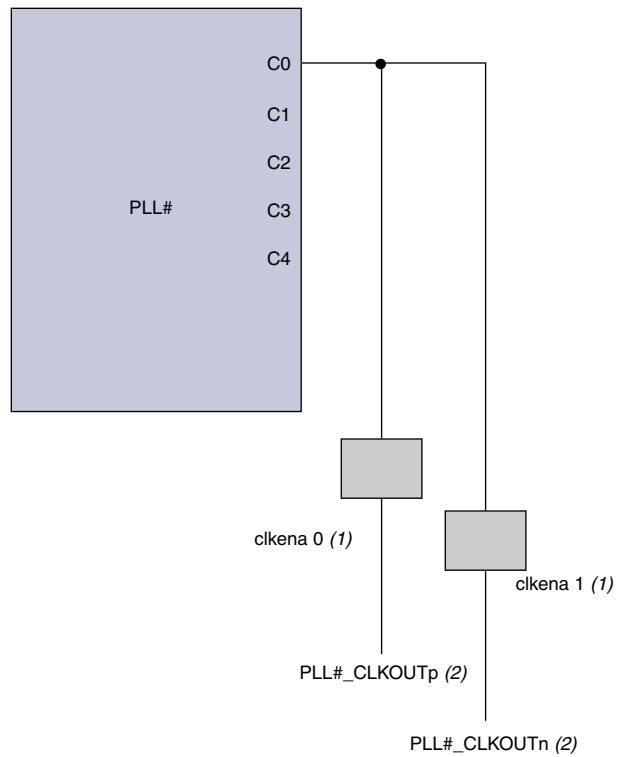 C0
C1
C2
PLL#
C3
C4
clkena 0 (1)
clkena 1 (1)
PLL#_CLKOUTp (2)
PLL#_CLKOUTn (2)